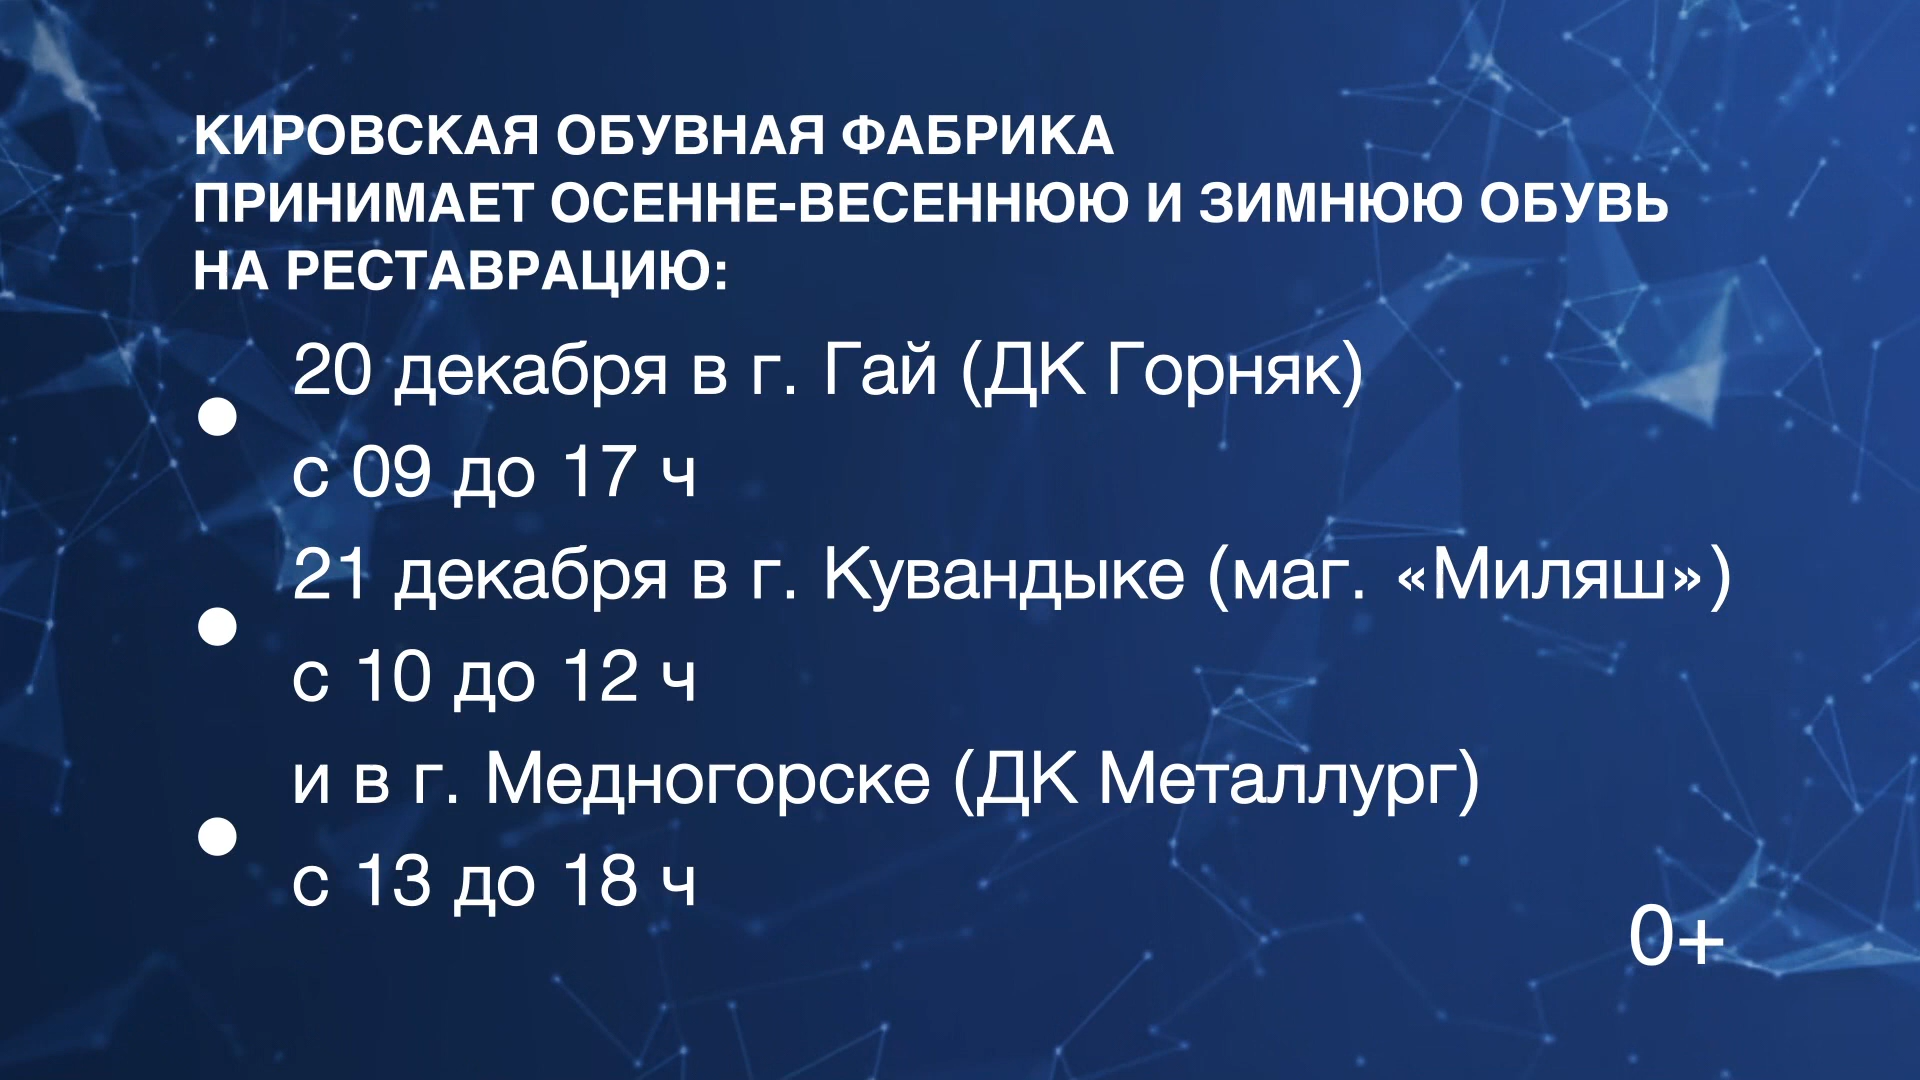 КИРОВСКАЯ ОБУВНАЯ ФАБРИКА
ПРИНИМАЕТ ОСЕННЕ-ВЕСЕННЮЮ И ЗИМНЮЮ ОБУВЬ
НА РЕСТАВРАЦИЮ:
20 декабря в г. Гай (ДК Горняк)
с 09 до 17 ч
21 декабря в г. Кувандыке (маг. «Миляш»)
с 10 до 12 ч
и в г. Медногорске (ДК Металлург)
с 13 до 18 ч
0+